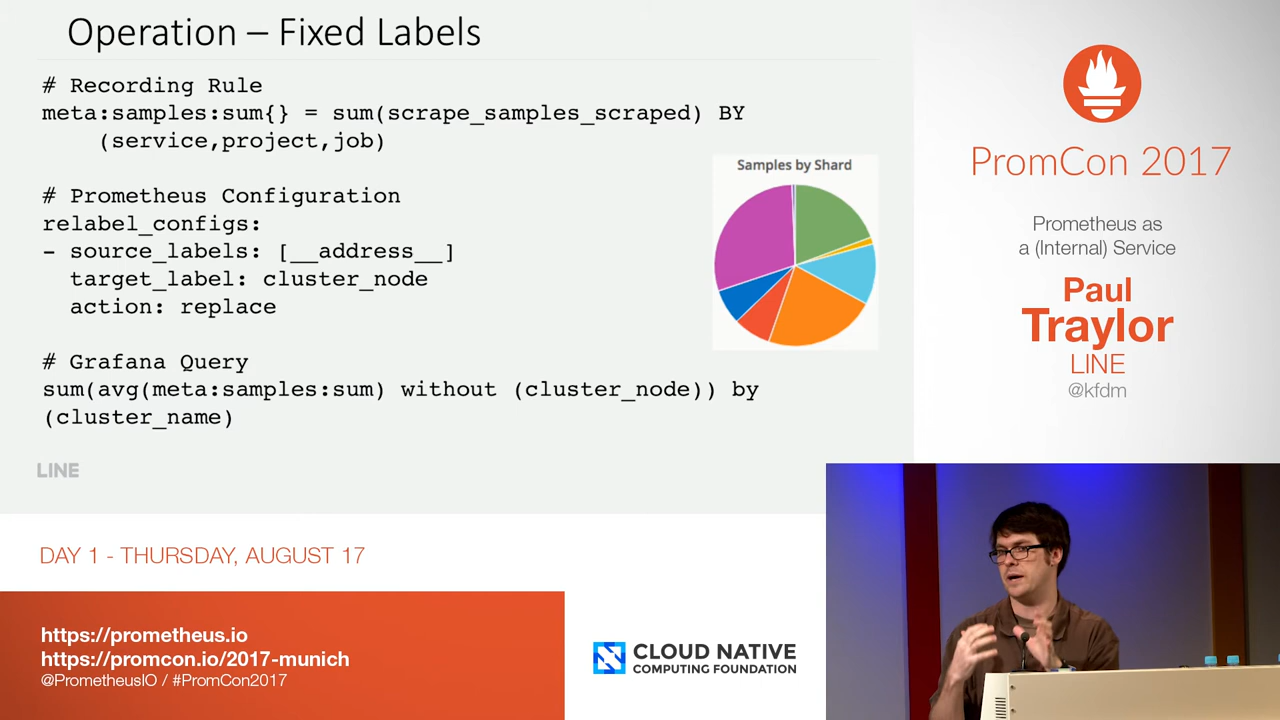 Operation – Fixed Labels
# Recording Rule
meta:samples:sum{} = sum(scrape_samples_scraped) BY
(service,project,job)
# Prometheus Configuration
relabel_configs:
- source_labels: [__address__]
target_label: cluster_node
action: replace
# Grafana Query
sum(avg(meta:samples:sum) without (cluster_node)) by
(cluster_name)
Samples by Shard
LINE
PromCon 2017
Prometheus as
a (Internal) Service
Paul
Traylor
LINE
@kfdm
DAY 1 - THURSDAY, AUGUST 17
https://prometheus.io
https://promcon.io/2017-munich
@PrometheusIO / #PromCon2017
CLOUD NATIVE
COMPUTING FOUNDATION